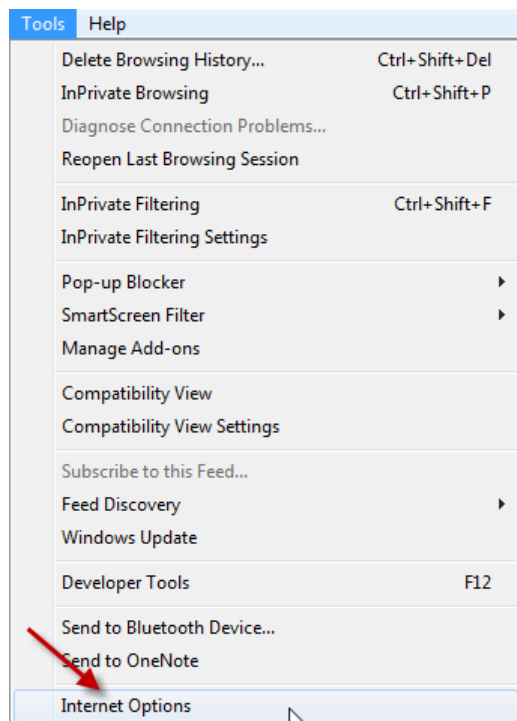 Tools Help
Delete Browsing History... Ctrl+Shift+Del
InPrivate Browsing Ctrl+Shift+P
Diagnose Connection Problems...
Reopen Last Browsing Session
InPrivate Filtering Ctrl+Shift+F
InPrivate Filtering Settings
Pop-up Blocker
SmartScreen Filter
Manage Add-ons
Compatibility View
Compatibility View Settings
Subscribe to this Feed...
Feed Discovery
Windows Update
Developer Tools F12
Send to Bluetooth Device...
Send to OneNote
Internet Options